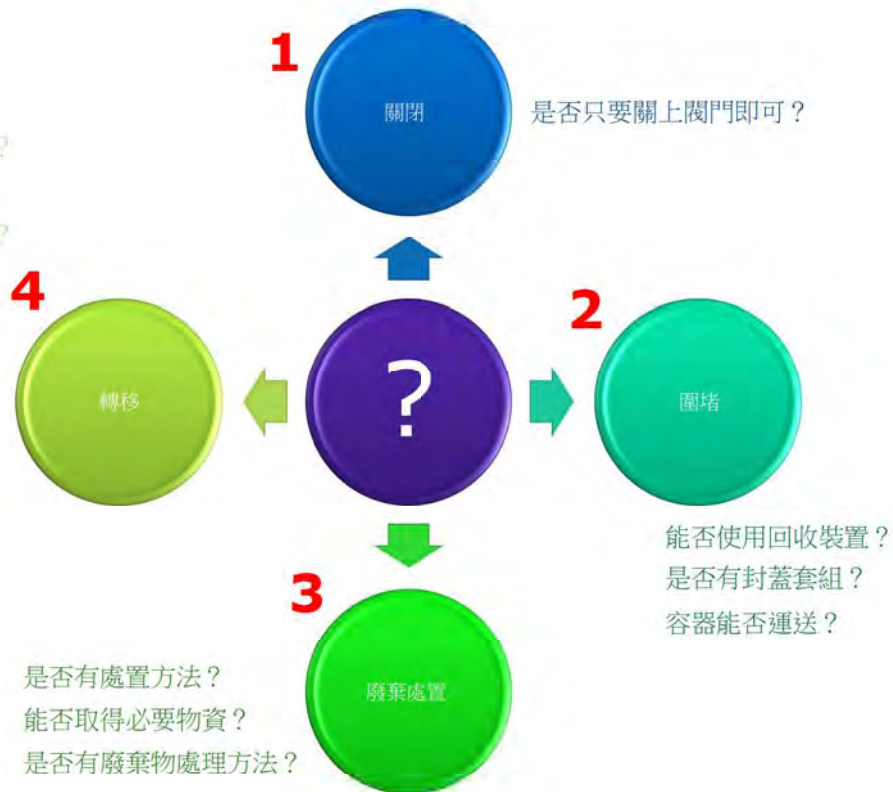 1
關閉
是否只要關上閥門即可？
?
?
4
轉移
?
2
圍堵
能否使用回收裝置？
是否有封蓋套組？
容器能否運送？
3
廢棄處置
是否有處置方法？
能否取得必要物資？
是否有廢棄物處理方法？